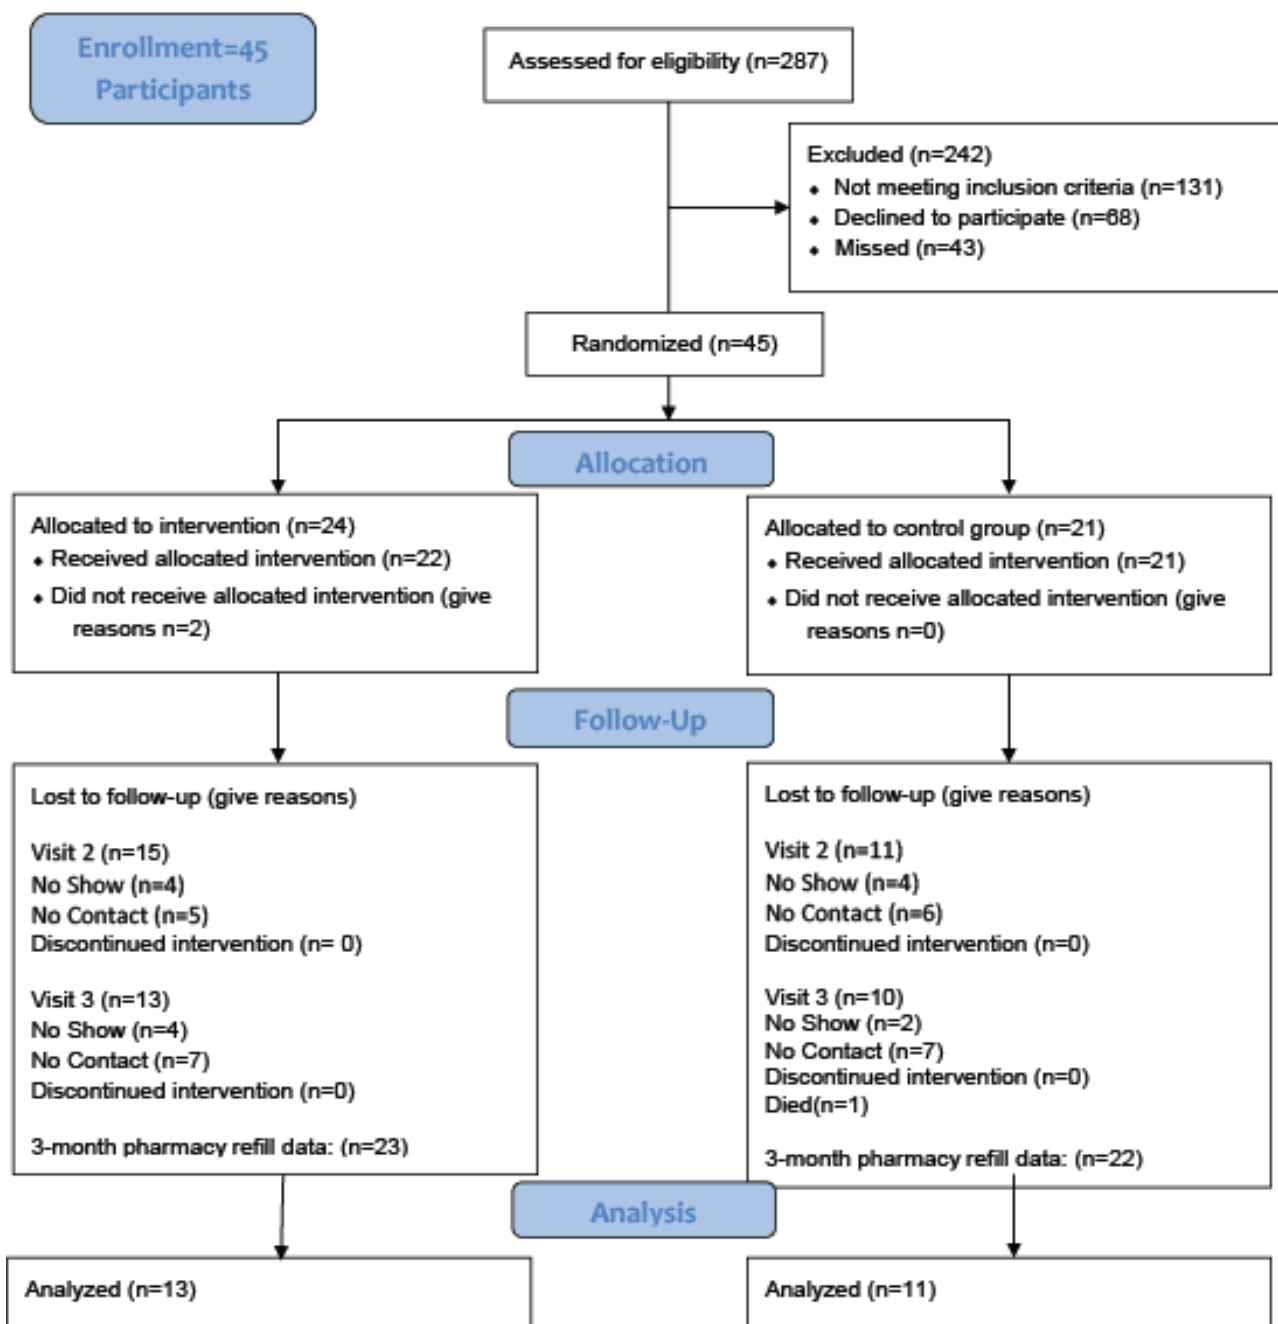 Enrollment=45
Participants
Assessed for eligibility (n=287)
Excluded (n=242)
• Not meeting inclusion criteria (n=131)
• Declined to participate (n=68)
• Missed (n=43)
Randomized (n=45)
Allocation
Allocated to intervention (n=24)
• Received allocated intervention (n=22)
• Did not receive allocated intervention (give
reasons n=2)
Allocated to control group (n=21)
• Received allocated intervention (n=21)
• Did not receive allocated intervention (give
reasons n=0)
Follow-Up
Lost to follow-up (give reasons)
Visit 2 (n=15)
No Show (n=4)
No Contact (n=5)
Discontinued intervention (n= 0)
Visit 3 (n=13)
No Show (n=4)
No Contact (n=7)
Discontinued intervention (n=0)
3-month pharmacy refill data: (n=23)
Lost to follow-up (give reasons)
Visit 2 (n=11)
No Show (n=4)
No Contact (n=6)
Discontinued intervention (n=0)
Visit 3 (n=10)
No Show (n=2)
No Contact (n=7)
Discontinued intervention (n=0)
Died(n=1)
3-month pharmacy refill data: (n=22)
Analysis
Analyzed (n=13)
Analyzed (n=11)